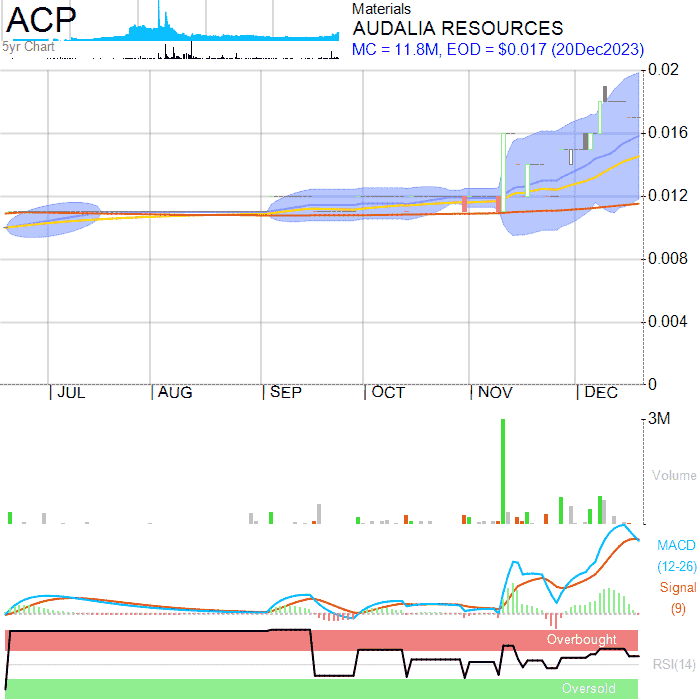 ACP
5yr Chart
Materials
AUDALIA RESOURCES
MC = 11.8M, EOD = $0.017 (20Dec2023)
0.02
0.016
0.012
0.008
0.004
0
JUL AUG SEP OCT NOV DEC
3M
Volume
MACD
(12-26)
Signal
(9)
Overbought
RSI(14)
Oversold